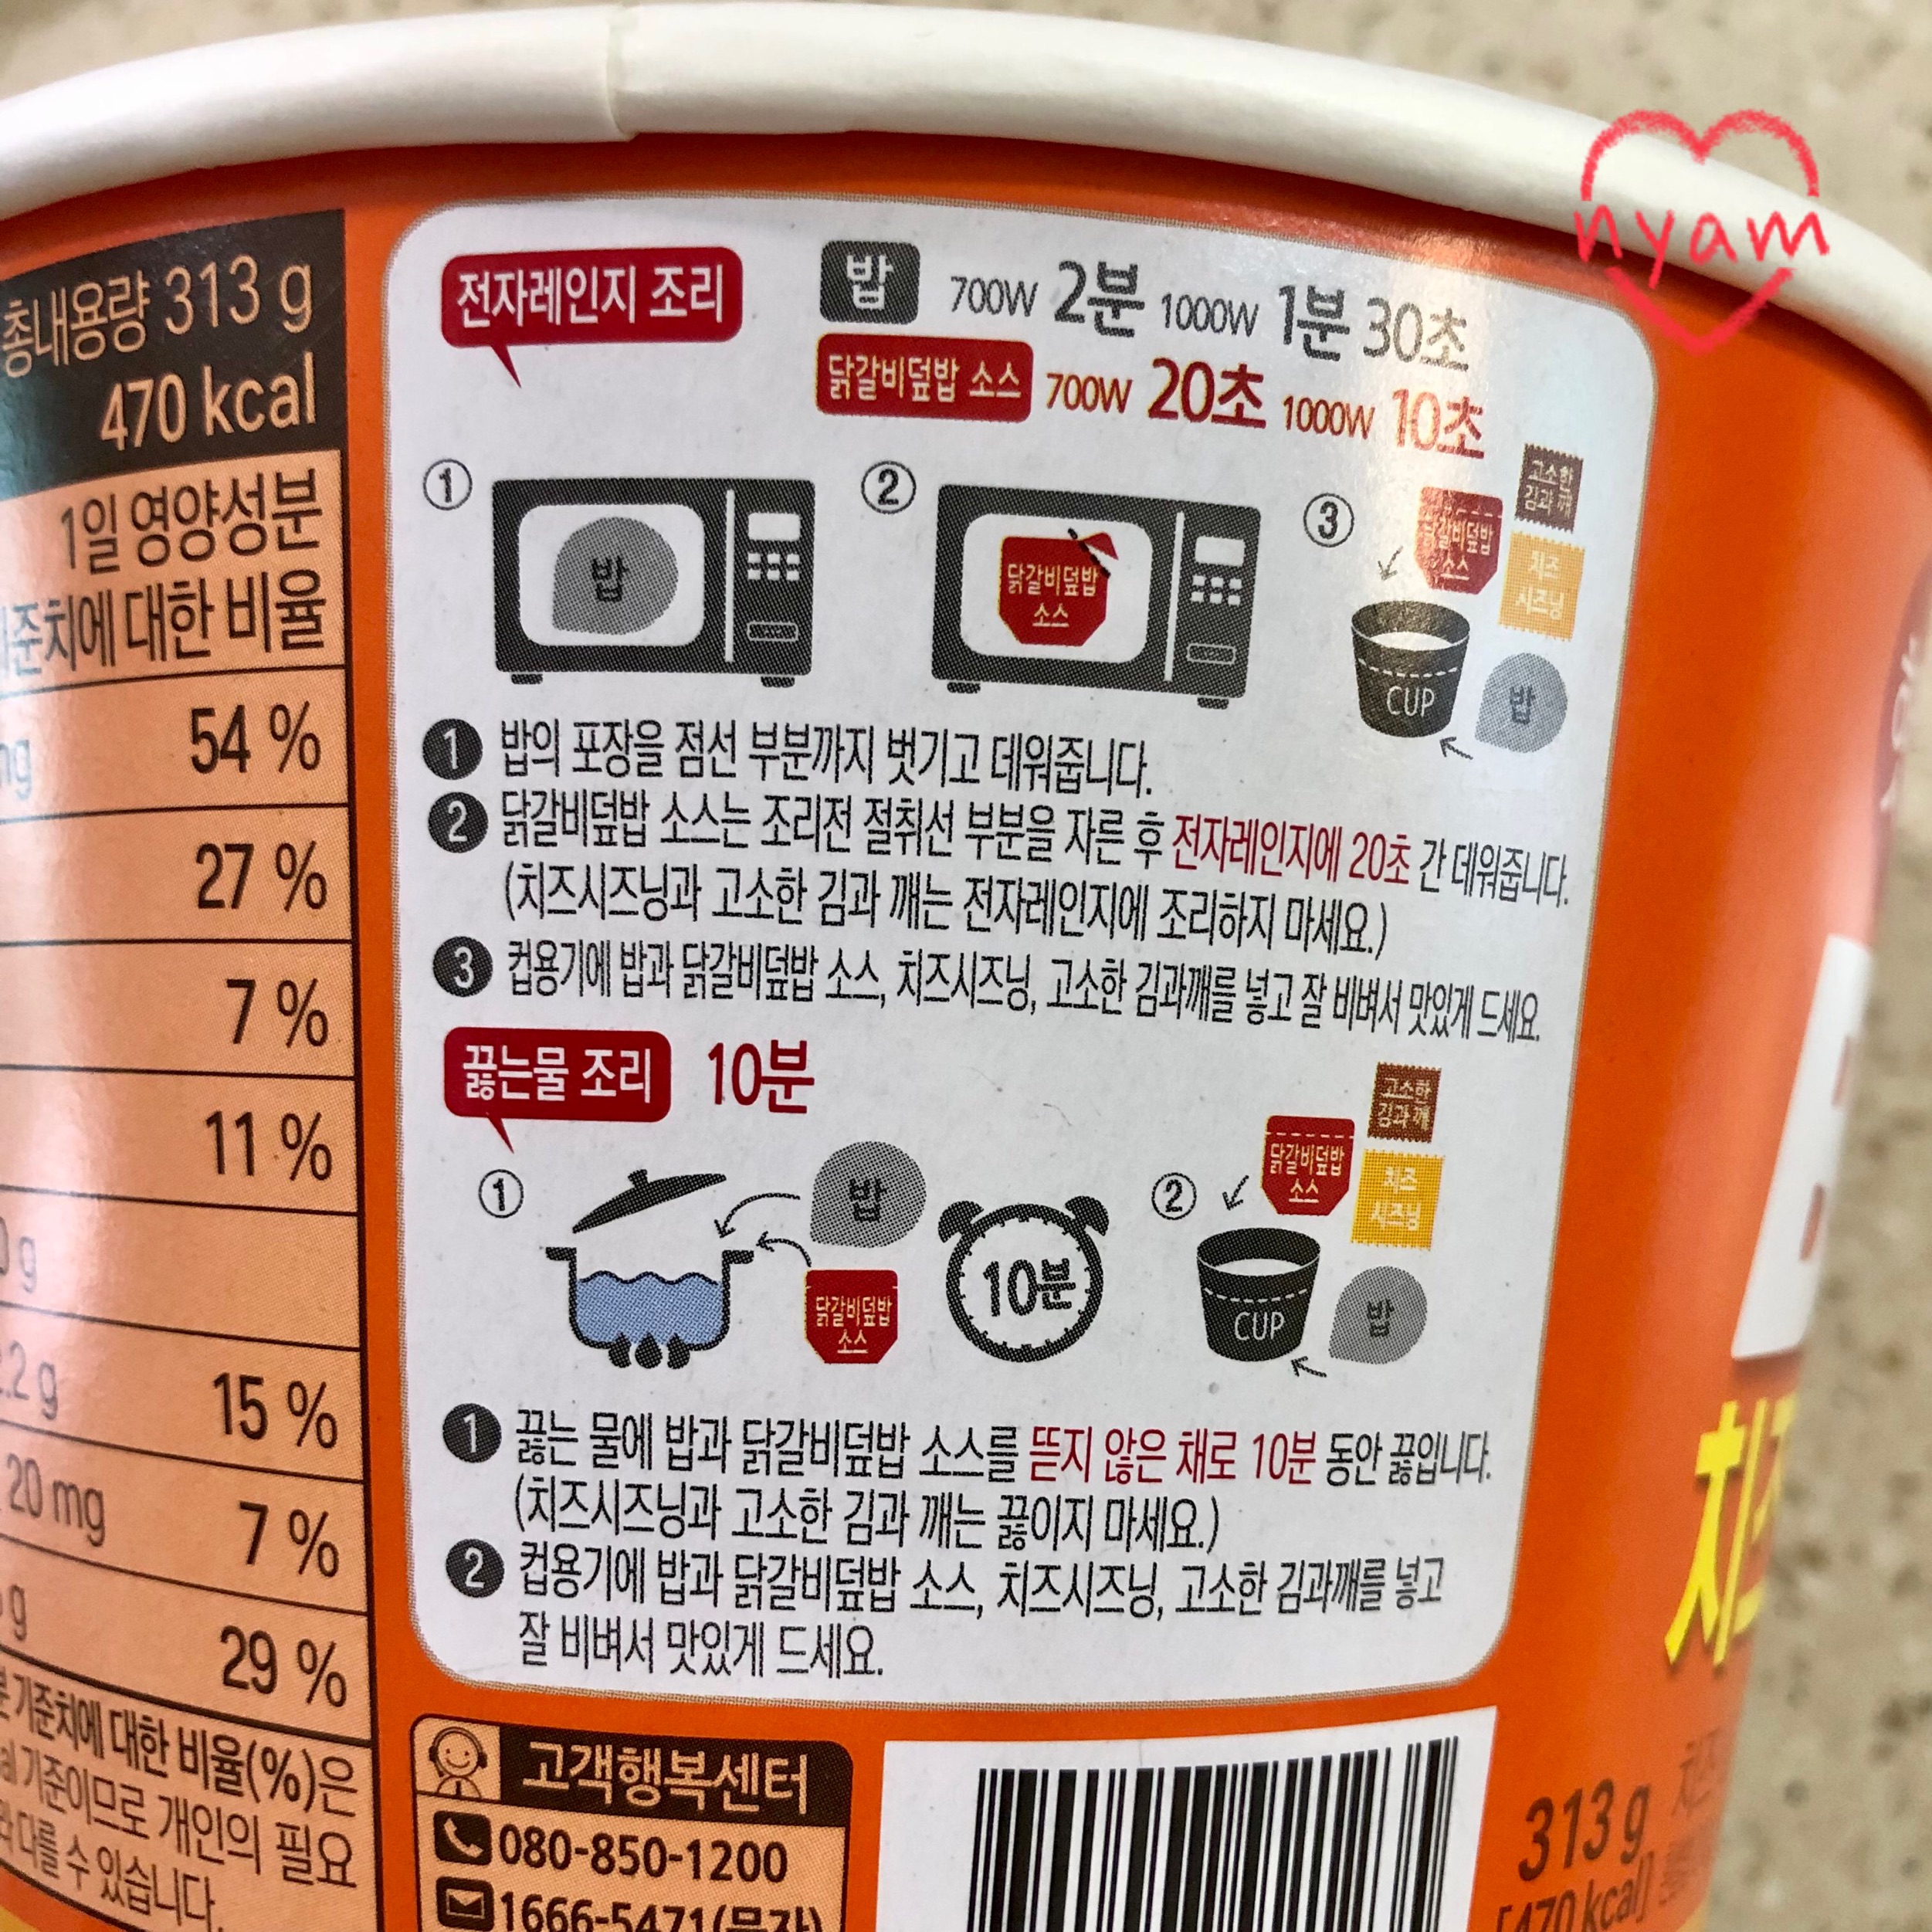 nyam
총내용량 313 g
470 kcal
1일 영양성분
기준치에 대한 비율
54 %
27 %
7 %
11 %
15 %
20 mg
7 %
29 %
기준치에 대한 비율(%)은
기준이므로 개인의 필요
다를 수 있습니다.
전자레인지 조리
밥 700W 2분 1000W 1분 30초
닭갈비덮밥 소스 700W 20초 1000W 10초
①
밥
②
닭갈비덮밥
소스
③
닭갈비덮밥
소스
고소한
김과 깨
치즈
시즈닝
CUP
밥
1 밥의 포장을 점선 부분까지 벗기고 데워줍니다.
2 닭갈비덮밥 소스는 조리전 절취선 부분을 자른 후 전자레인지에 20초 간 데워줍니다.
(치즈시즈닝과 고소한 김과 깨는 전자레인지에 조리하지 마세요.)
3 컵용기에 밥과 닭갈비덮밥 소스, 치즈시즈닝, 고소한 김과깨를 넣고 잘 비벼서 맛있게 드세요.
끓는물 조리 10분
①
밥
닭갈비덮밥
소스
10분
②
닭갈비덮밥
소스
고소한
김과 깨
치즈
시즈닝
CUP
밥
1 끓는 물에 밥과 닭갈비덮밥 소스를 뜯지 않은 채로 10분 동안 끓입니다.
(치즈시즈닝과 고소한 김과 깨는 끓이지 마세요.)
2 컵용기에 밥과 닭갈비덮밥 소스, 치즈시즈닝, 고소한 김과깨를 넣고
잘 비벼서 맛있게 드세요.
고객행복센터
080-850-1200
1666-5471(문자)
치즈
313 g
[470 kcal]